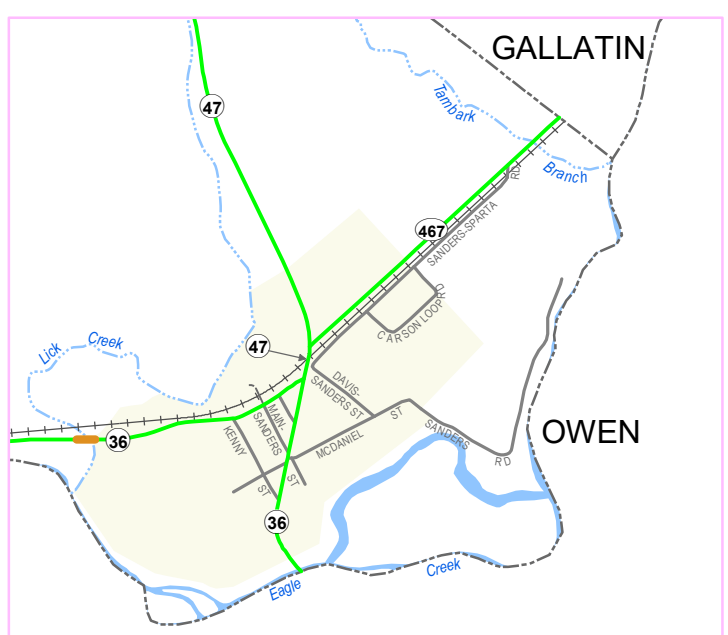 GALLATIN
47
Tambark
Branch
RD
467
SANDERS-SPARTA
CARSON LOOP
RD
Lick
Creek
47
DAVIS-
SANDERS ST
MAIN-
SANDERS
ST
KENNY
ST
MCDANIEL
ST
SANDERS
RD
OWEN
36
36
Eagle
Creek